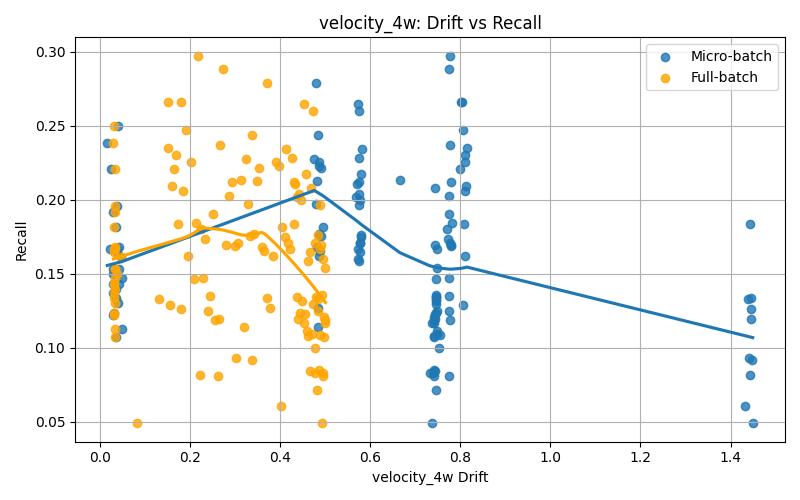 velocity_4w: Drift vs Recall
Micro-batch
Full-batch
Recall
0.30
0.25
0.20
0.15
0.10
0.05
0.0 0.2 0.4 0.6 0.8 1.0 1.2 1.4
velocity_4w Drift